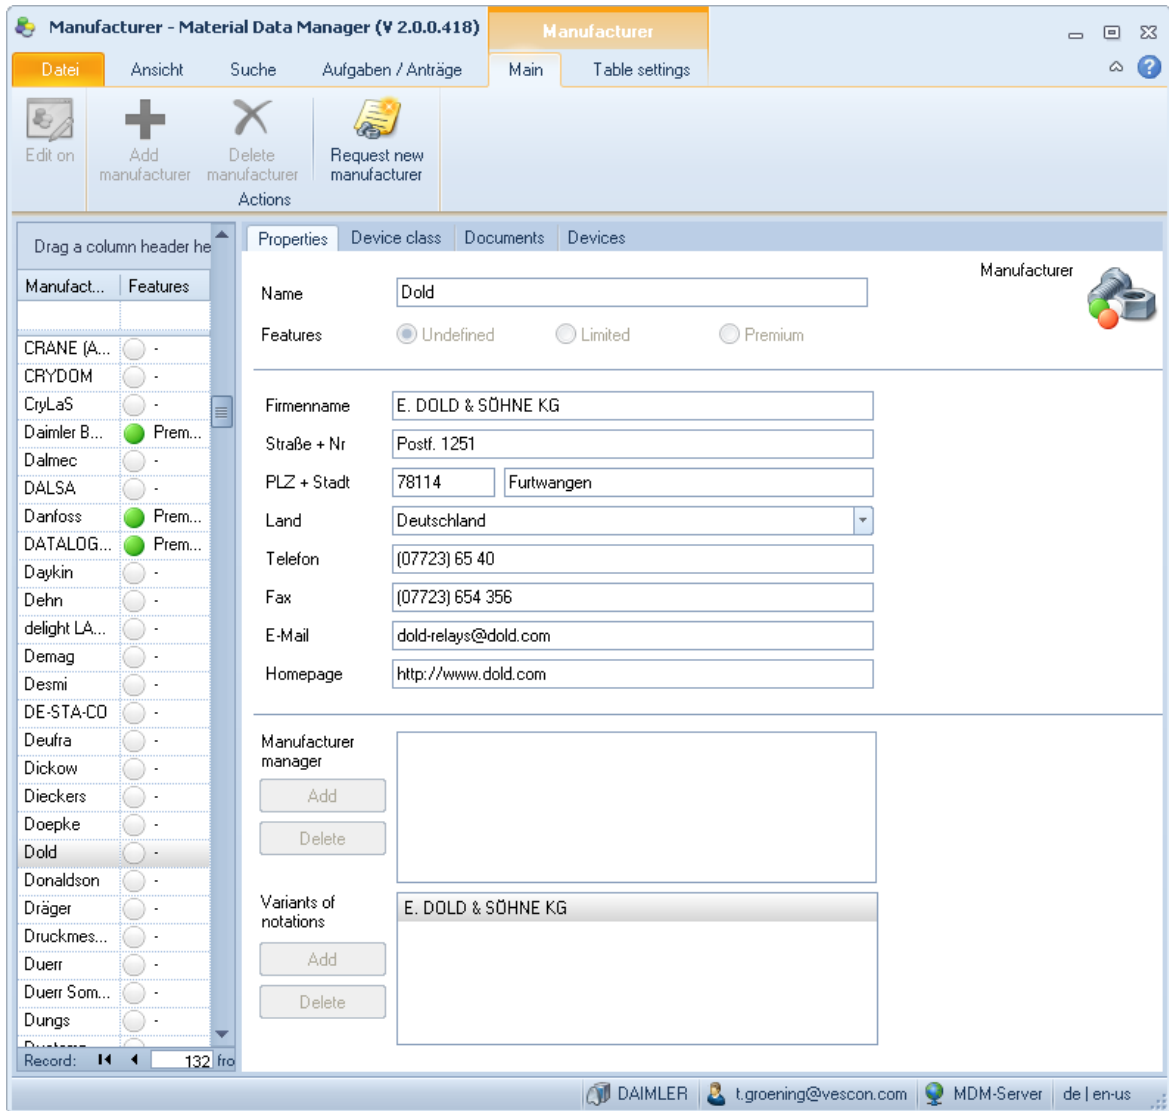 Manufacturer - Material Data Manager (V 2.0.0.418)
Manufacturer
Datei Ansicht Suche Aufgaben / Anträge Main Table settings
Edit on
Add manufacturer
Delete manufacturer
Request new manufacturer
Actions
Drag a column header he
Manufact... Features
CRANE (A... -
CRYDOM -
CryLaS -
Daimler B... Prem...
Dalmec -
DALSA -
Danfoss Prem...
DATALOG... Prem...
Daykin -
Dehn -
delight LA... -
Demag -
Desmi -
DE-STA-CO -
Deufra -
Dickow -
Dieckers -
Doepke -
Dold -
Donaldson -
Dräger -
Druckmes... -
Duerr -
Duerr Som... -
Dungs -
Record: 132 fro
Properties Device class Documents Devices
Manufacturer
Name Dold
Features Undefined Limited Premium
Firmenname E. DOLD & SÖHNE KG
Straße + Nr Postf. 1251
PLZ + Stadt 78114 Furtwangen
Land Deutschland
Telefon (07723) 65 40
Fax (07723) 654 356
E-Mail dold-relays@dold.com
Homepage http://www.dold.com
Manufacturer
manager
Add
Delete
Variants of
notations
E. DOLD & SÖHNE KG
Add
Delete
DAIMLER t.groening@vescon.com MDM-Server de | en-us